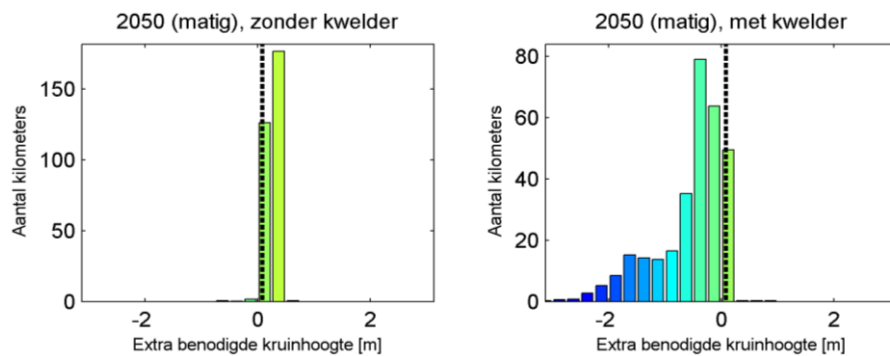 2050 (matig), zonder kwelder
Aantal kilometers
150
100
50
0
-2
0
2
Extra benodigde kruinhoogte [m]
2050 (matig), met kwelder
Aantal kilometers
80
60
40
20
0
-2
0
2
Extra benodigde kruinhoogte [m]